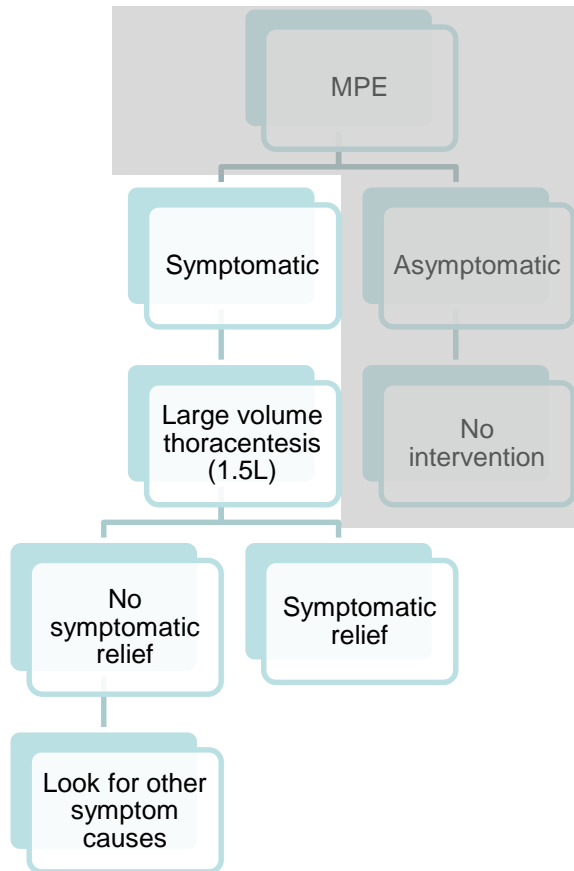 MPE
Symptomatic
Asymptomatic
Large volume
thoracentesis
(1.5L)
No
intervention
No
symptomatic
relief
Symptomatic
relief
Look for other
symptom
causes